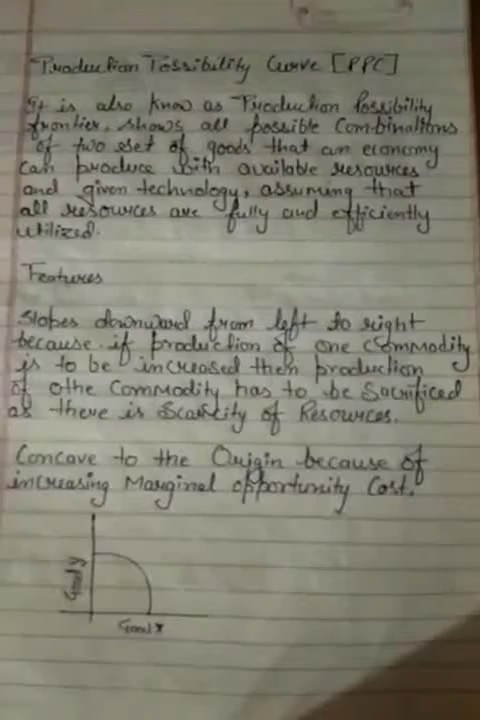 Production Possibility Curve [PPC]
It is also know as Production Possibility
frontier, shows all possible Combinations
of two set of goods that an economy
can produce with available resources
and given technology, assuming that
all resources are fully and efficiently
utilized.
Features
Slopes downward from left to right
because if production of one Commodity
is to be increased then production
of othe Commodity has to be Sacrificed
as there is Scarcity of Resources.
Concave to the Origin because of
increasing Marginal opportunity Cost.
Good y
Good x